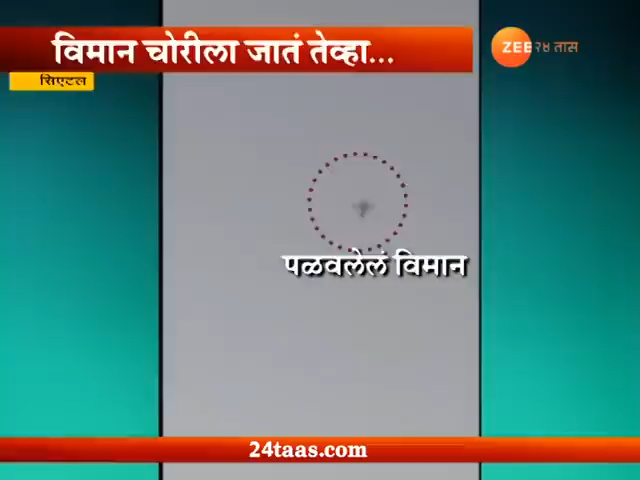 विमान चोरीला जातं तेव्हा...
ZEE २४ तास
सिएटल
पळवलेलं विमान
24taas.com